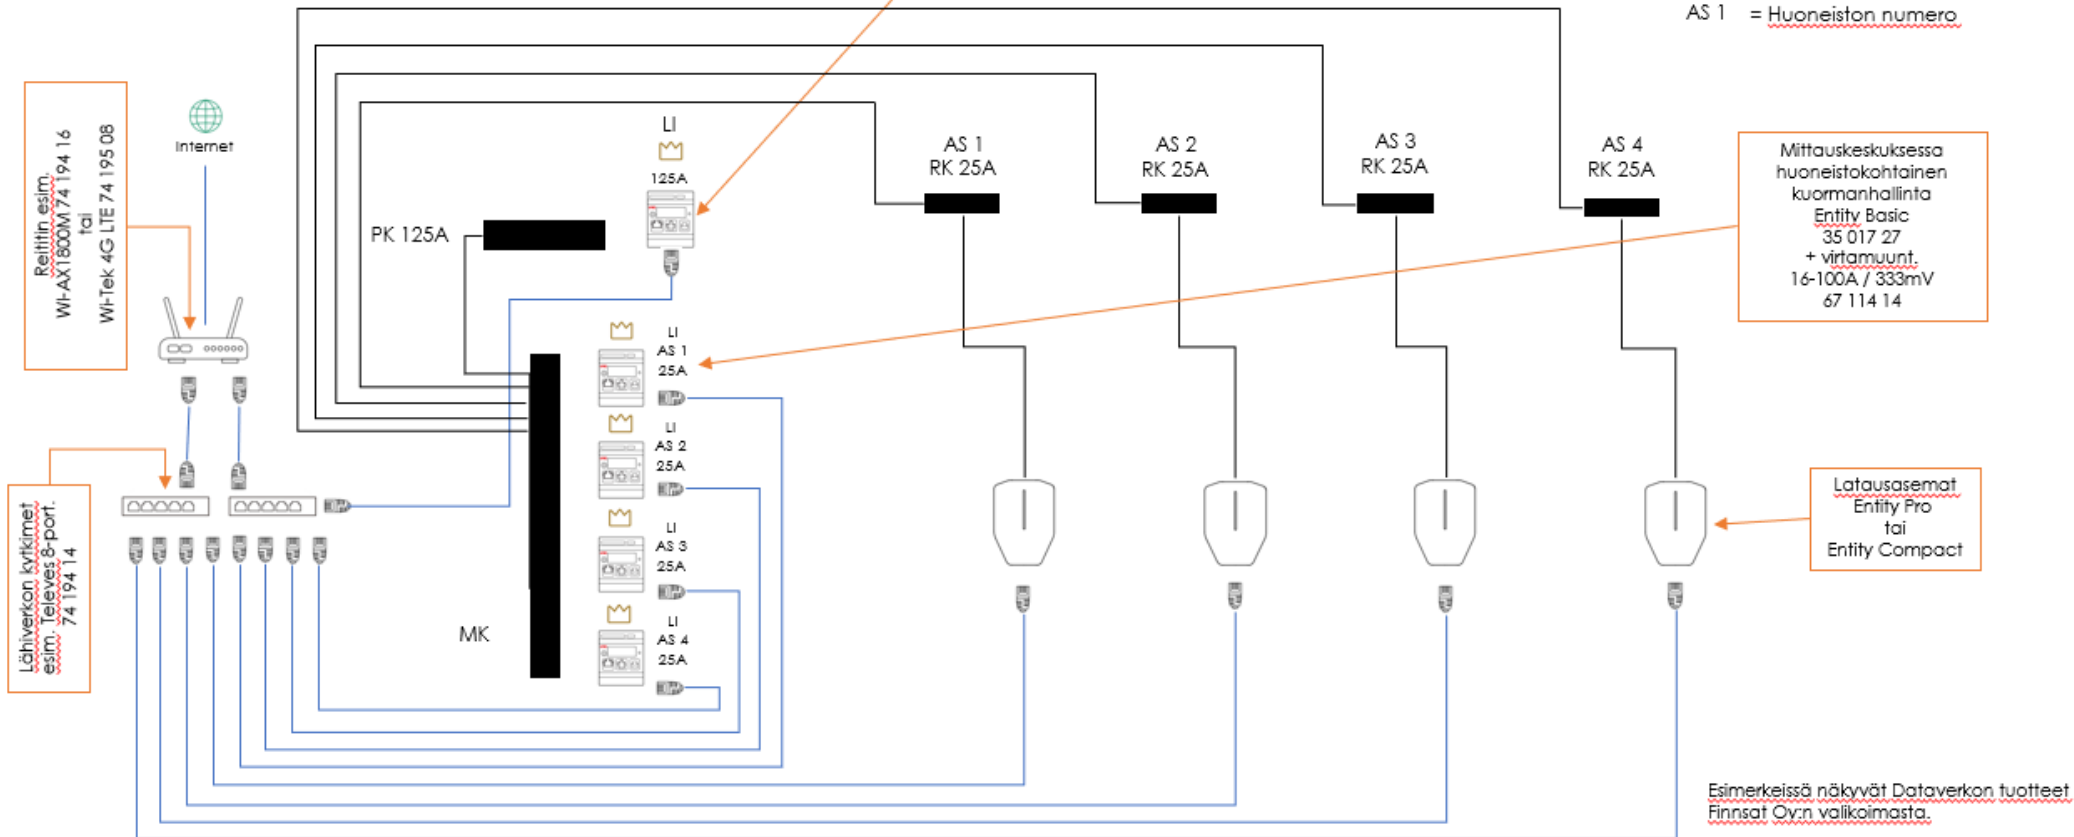 AS 1 = Huoneiston numero
Reititin esim.
WI-AX1800M 74 194 16
tai
Wi-Tek 4G LTE 74 195 08
Internet
LI
125A
PK 125A
AS 1
RK 25A
AS 2
RK 25A
AS 3
RK 25A
AS 4
RK 25A
Mittauskeskuksessa
huoneistokohtainen
kuormanhallinta
Entity Basic
35 017 27
+ virtamuunt.
16-100A / 333mV
67 114 14
LI
AS 1
25A
LI
AS 2
25A
LI
AS 3
25A
LI
AS 4
25A
MK
Lähiverkon kytkimet
esim. Televes 8-port.
74 194 14
Latausasemat
Entity Pro
tai
Entity Compact
Esimerkeissä näkyvät Dataverkon tuotteet
Finnsat Oy:n valikoimasta.